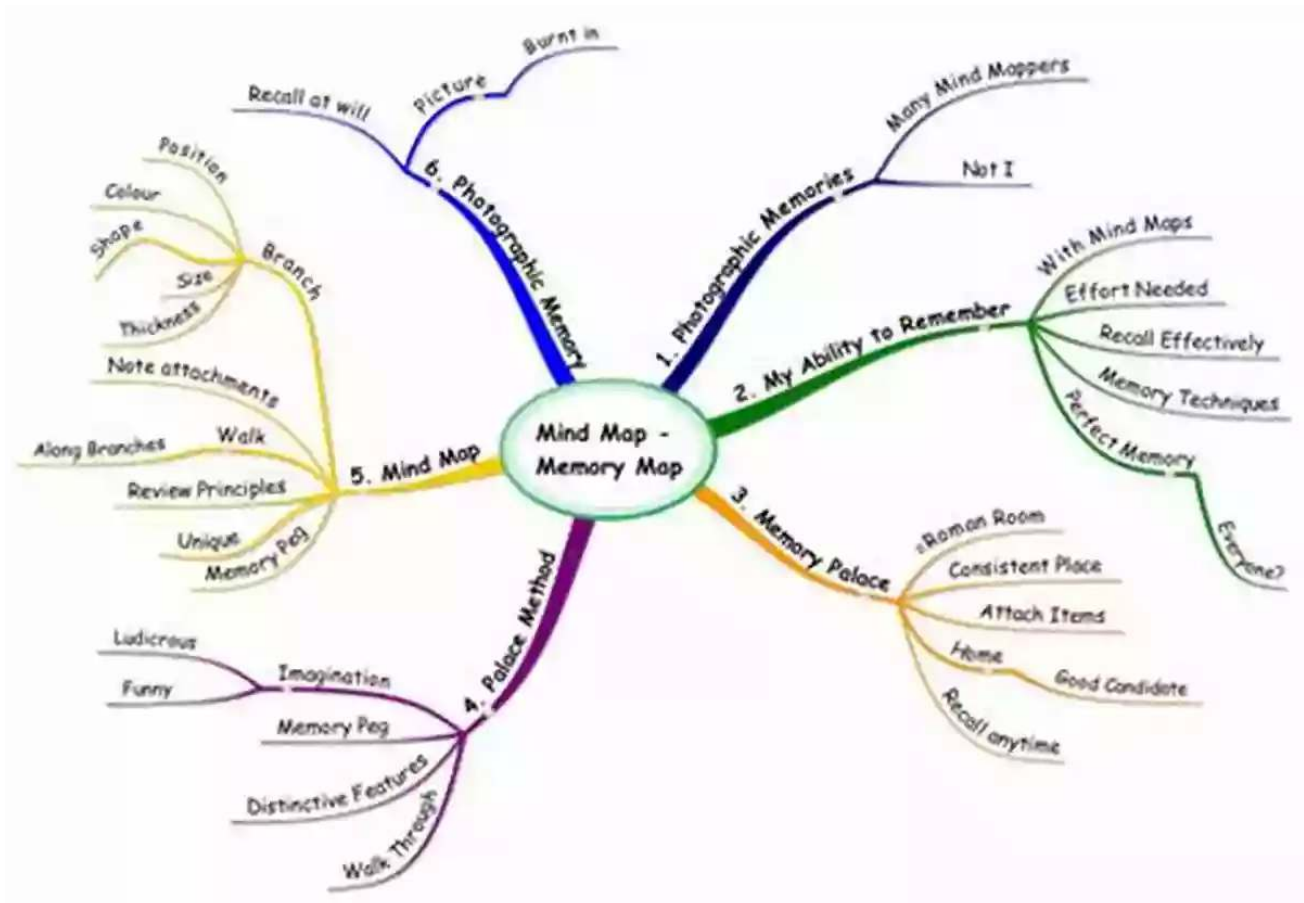 Mind Map -
Memory Map
1. Photographic Memories
Many Mind Mappers
Not I
2. My Ability to Remember
With Mind Maps
Effort Needed
Recall Effectively
Memory Techniques
Perfect Memory
Everyone?
3. Memory Palace
Roman Room
Consistent Place
Attach Items
Home
Good Candidate
Recall anytime
4. Palace Method
Imagination
Ludicrous
Funny
Memory Peg
Distinctive Features
Walk Through
5. Mind Map
Branch
Position
Colour
Shape
Size
Thickness
Note attachments
Walk
Along Branches
Review Principles
Unique
Memory Peg
6. Photographic Memory
Recall at will
Picture
Burnt in